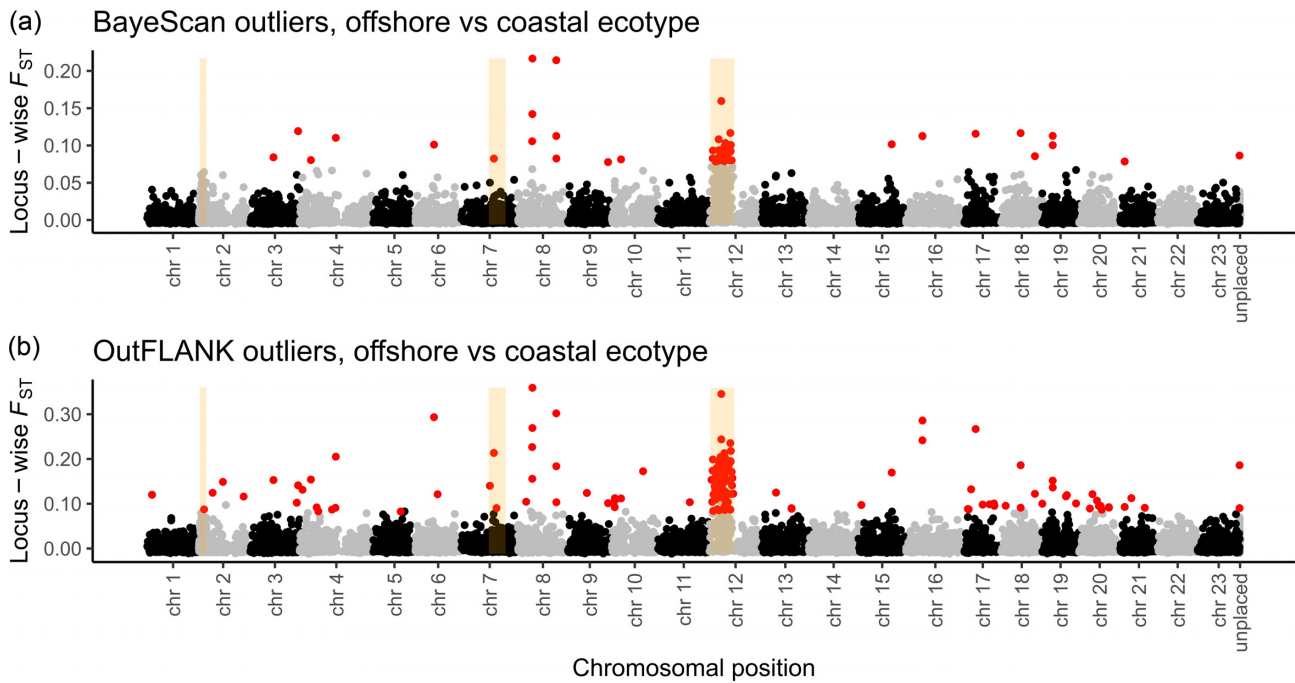 (a) BayeScan outliers, offshore vs coastal ecotype
Locus – wise FST
0.20
0.15
0.10
0.05
0.00
chr 1
chr 2
chr 3
chr 4
chr 5
chr 6
chr 7
chr 8
chr 9
chr 10
chr 11
chr 12
chr 13
chr 14
chr 15
chr 16
chr 17
chr 18
chr 19
chr 20
chr 21
chr 22
chr 23
unplaced
(b) OutFLANK outliers, offshore vs coastal ecotype
Locus – wise FST
0.30
0.20
0.10
0.00
chr 1
chr 2
chr 3
chr 4
chr 5
chr 6
chr 7
chr 8
chr 9
chr 10
chr 11
chr 12
chr 13
chr 14
chr 15
chr 16
chr 17
chr 18
chr 19
chr 20
chr 21
chr 22
chr 23
unplaced
Chromosomal position